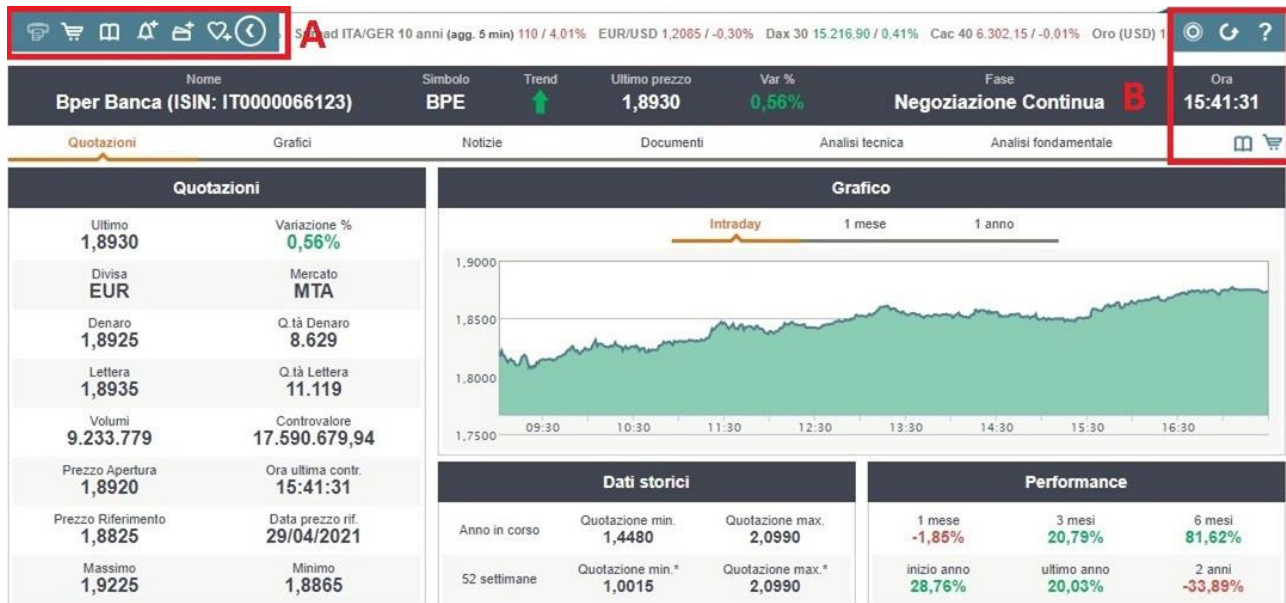 A Spread ITA/GER 10 anni (agg. 5 min) 110 / 4,01% EUR/USD 1,2085 / -0,30% Dax 30 15.216,90 / 0,41% Cac 40 6.302,15 / -0,01% Oro (USD) 1 ?
Nome Simbolo Trend Ultimo prezzo Var % Fase Ora
Bper Banca (ISIN: IT0000066123) BPE 1,8930 0,56% Negoziazione Continua B 15:41:31
Quotazioni Grafici Notizie Documenti Analisi tecnica Analisi fondamentale
Quotazioni
Ultimo Variazione %
1,8930 0,56%
Divisa Mercato
EUR MTA
Denaro Q.tà Denaro
1,8925 8.629
Lettera Q.tà Lettera
1,8935 11.119
Volumi Controvalore
9.233.779 17.590.679,94
Prezzo Apertura Ora ultima contr.
1,8920 15:41:31
Prezzo Riferimento Data prezzo rif.
1,8825 29/04/2021
Massimo Minimo
1,9225 1,8865
Grafico
Intraday 1 mese 1 anno
1,9000
1,8500
1,8000
1,7500
09:30 10:30 11:30 12:30 13:30 14:30 15:30 16:30
Dati storici
Anno in corso Quotazione min. Quotazione max.
1,4480 2,0990
52 settimane Quotazione min.* Quotazione max.*
1,0015 2,0990
Performance
1 mese 3 mesi 6 mesi
-1,85% 20,79% 81,62%
inizio anno ultimo anno 2 anni
28,76% 20,03% -33,89%